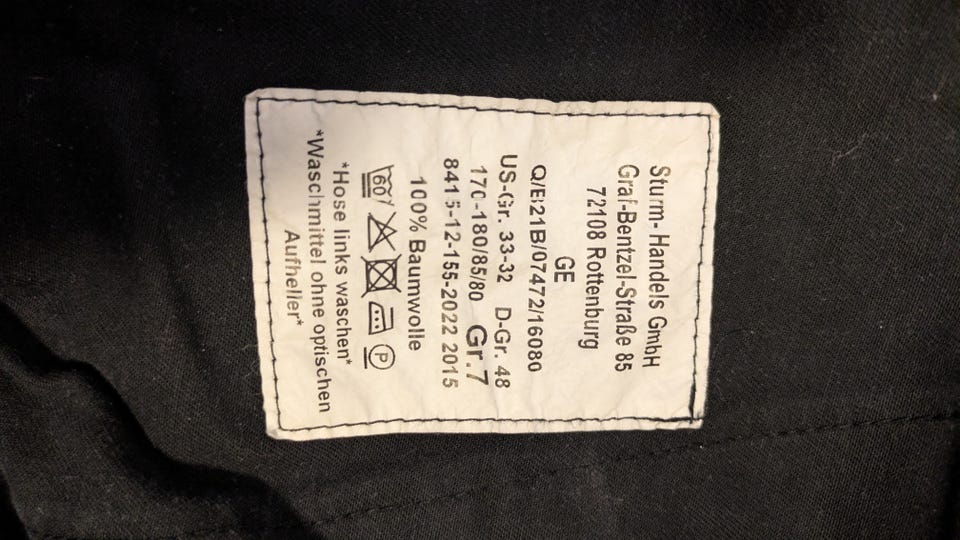 Sturm- Handels GmbH
Graf-Bentzel-Straße 85
72108 Rottenburg
GE
Q/E821B/07472/16080
US-Gr. 33-32 D-Gr. 48
170-180/85/80 Gr.7
8415-12-155-2022 2015
100% Baumwolle
60 P
*Hose links waschen*
*Waschmittel ohne optischen
Aufheller*